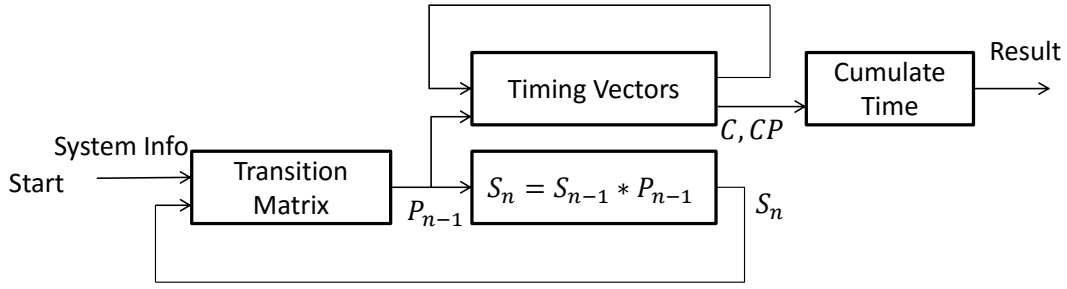 Timing Vectors
Cumulate
Time
Result
C, CP
System Info
Start
Transition
Matrix
P_{n−1}
S_n = S_{n−1} * P_{n−1}
S_n